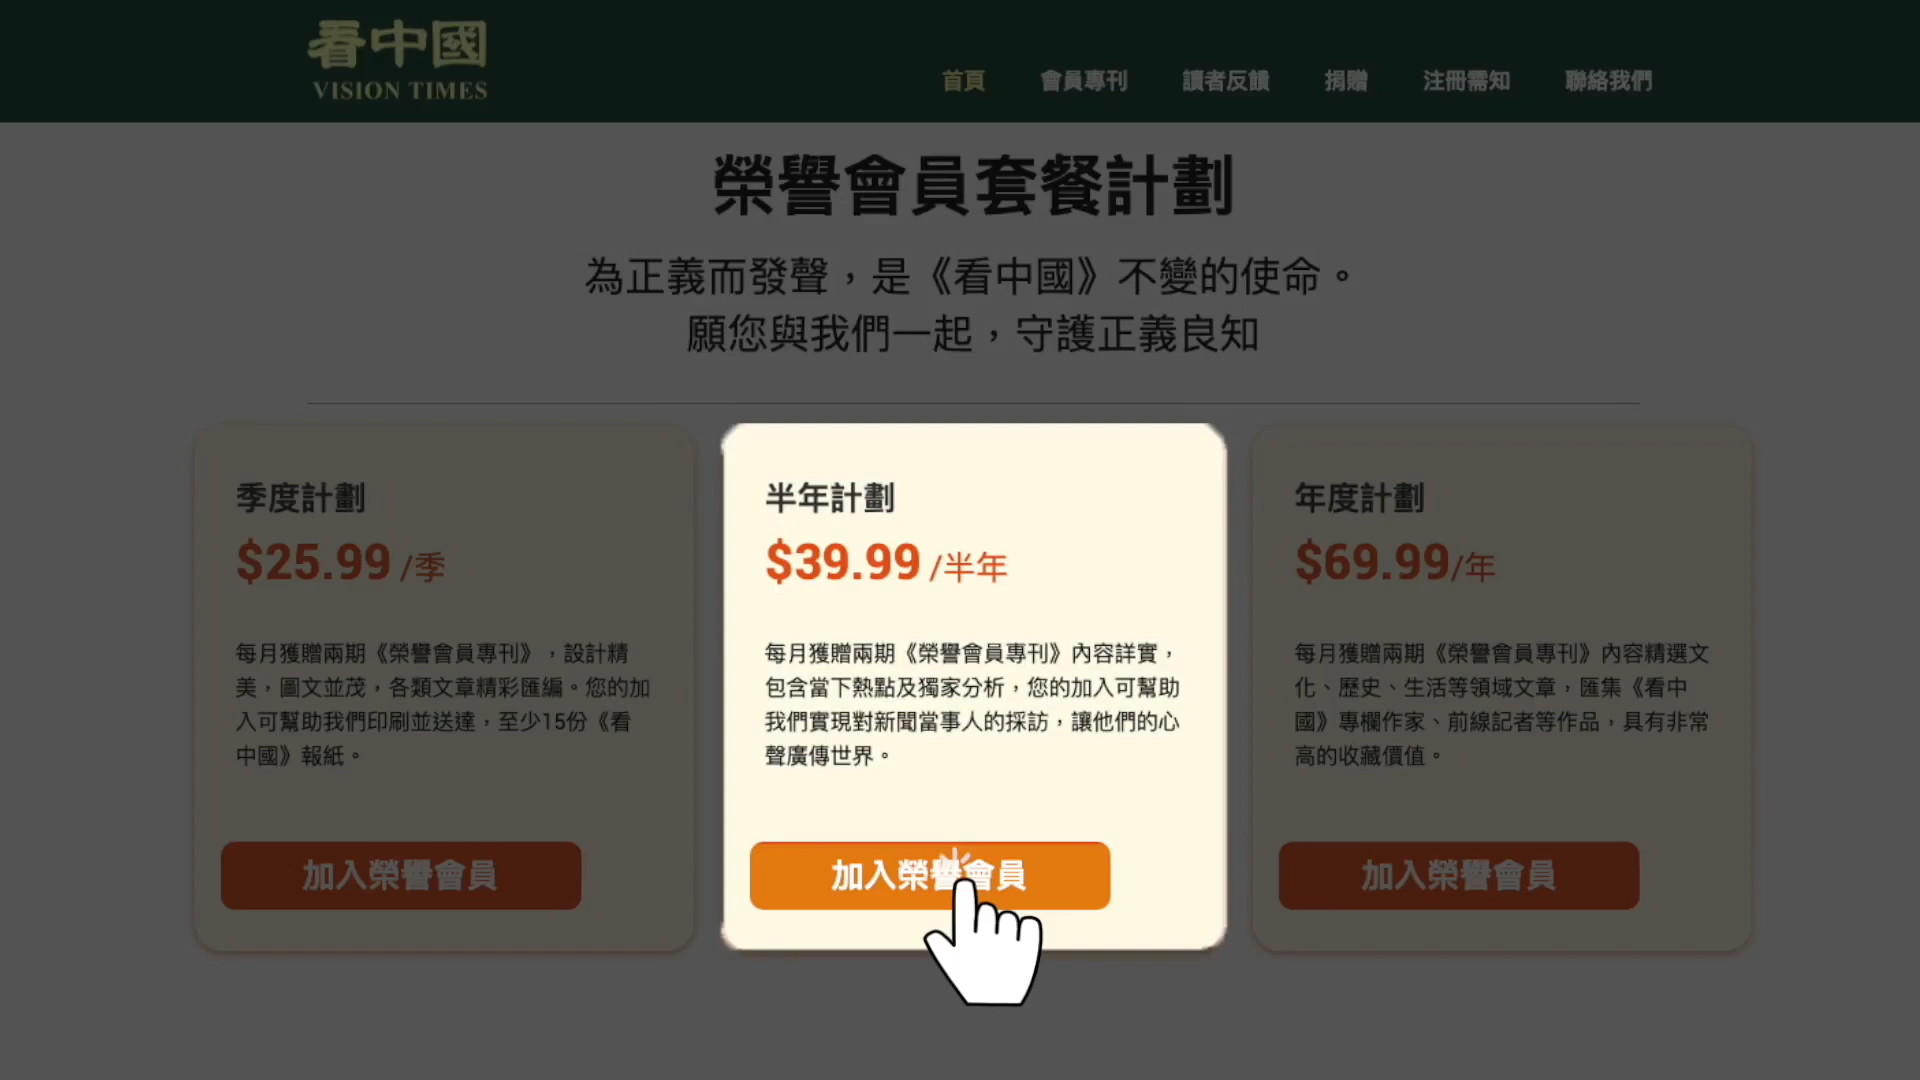 看中國
VISION TIMES
首頁 會員專刊 讀者反饋 捐贈 注冊需知 聯絡我們
榮譽會員套餐計劃
為正義而發聲，是《看中國》不變的使命。
願您與我們一起，守護正義良知
季度計劃
$25.99 /季
每月獲贈兩期《榮譽會員專刊》，設計精
美，圖文並茂，各類文章精彩匯編。您的加
入可幫助我們印刷並送達，至少15份《看
中國》報紙。
加入榮譽會員
半年計劃
$39.99 /半年
每月獲贈兩期《榮譽會員專刊》內容詳實，
包含當下熱點及獨家分析，您的加入可幫助
我們實現對新聞當事人的採訪，讓他們的心
聲廣傳世界。
加入榮譽會員
年度計劃
$69.99/年
每月獲贈兩期《榮譽會員專刊》內容精選文
化、歷史、生活等領域文章，匯集《看中
國》專欄作家、前線記者等作品，具有非常
高的收藏價值。
加入榮譽會員